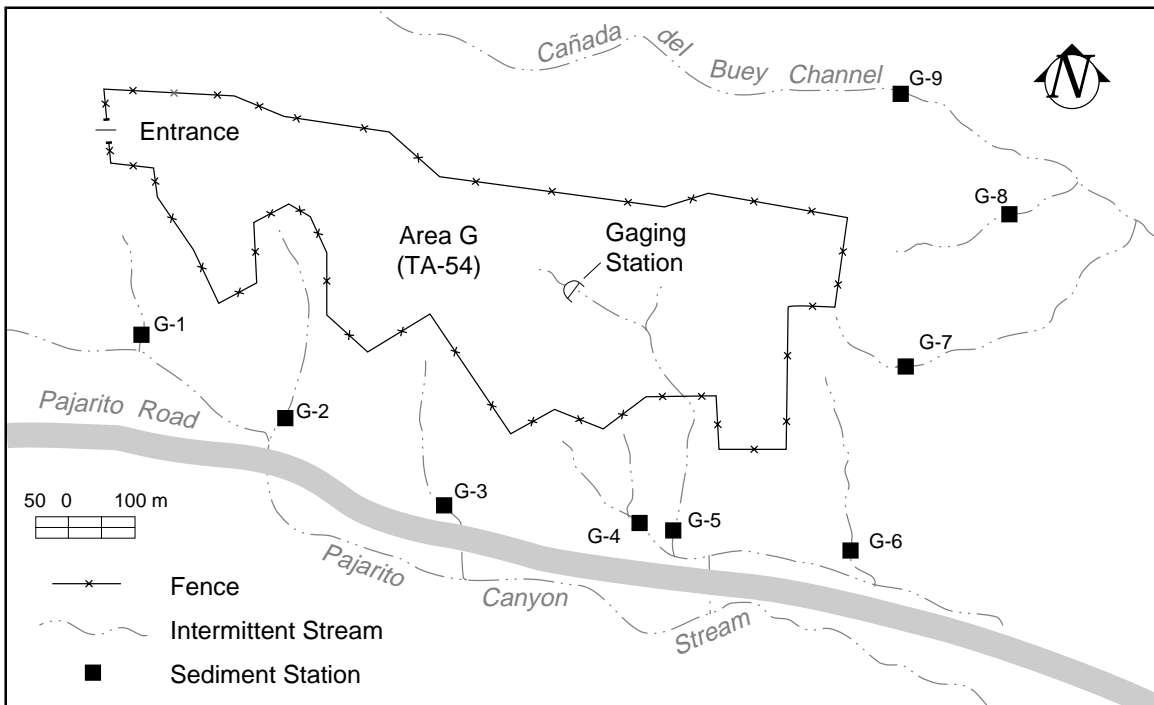 Cañada del
Buey Channel
N
G-9
Entrance
G-8
Area G
(TA-54)
Gaging
Station
G-1
G-7
Pajarito Road
G-2
G-3
50 0 100 m
G-4
G-5
G-6
Pajarito
Canyon
Stream
Fence
Intermittent Stream
Sediment Station